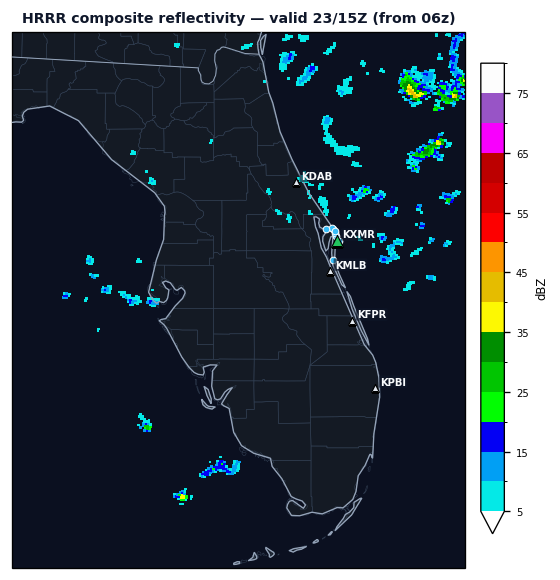 HRRR composite reflectivity — valid 23/15Z (from 06z)
KDAB
KXMR
KMLB
KFPR
KPBI
75
65
55
45
35
25
15
5
dBZ